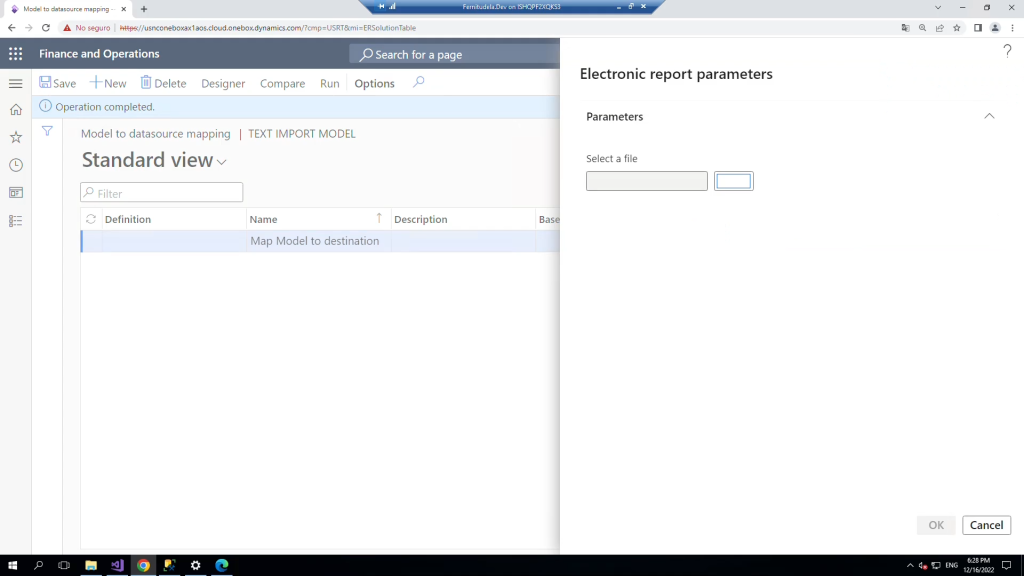 Model to datasource mapping --
Fernitudela.Dev on ISHQPF2XQKS3
No seguro
https://usnconeboxax1aos.cloud.onebox.dynamics.com/?cmp=USRT&mi=ERSolutionTable
Finance and Operations
Search for a page
Save
New
Delete
Designer
Compare
Run
Options
Operation completed.
Model to datasource mapping | TEXT IMPORT MODEL
Standard view
Filter
Definition
Name
Description
Base
Map Model to destination
?
Electronic report parameters
Parameters
Select a file
OK
Cancel
ENG
6:28 PM
12/16/2022